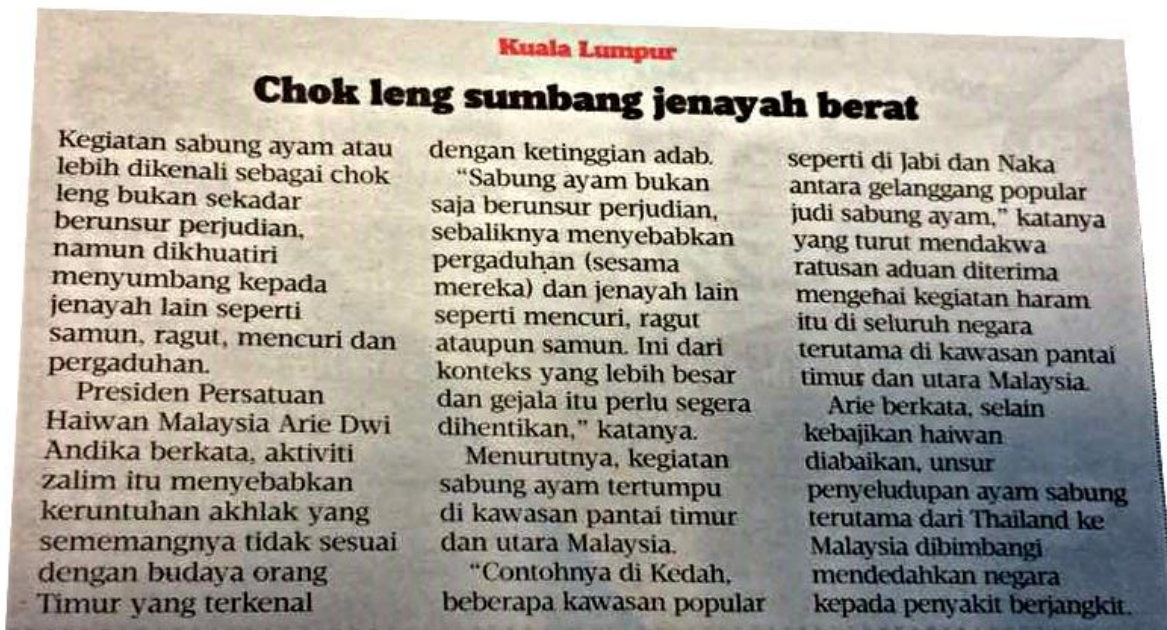 Kuala Lumpur
Chok leng sumbang jenayah berat
Kegiatan sabung ayam atau
lebih dikenali sebagai chok
leng bukan sekadar
berunsur perjudian,
namun dikhuatiri
menyumbang kepada
jenayah lain seperti
samun, ragut, mencuri dan
pergaduhan.
Presiden Persatuan
Haiwan Malaysia Arie Dwi
Andika berkata, aktiviti
zalim itu menyebabkan
keruntuhan akhlak yang
sememangnya tidak sesuai
dengan budaya orang
Timur yang terkenal
dengan ketinggian adab.
“Sabung ayam bukan
saja berunsur perjudian,
sebaliknya menyebabkan
pergaduhan (sesama
mereka) dan jenayah lain
seperti mencuri, ragut
ataupun samun. Ini dari
konteks yang lebih besar
dan gejala itu perlu segera
dihentikan,” katanya.
Menurutnya, kegiatan
sabung ayam tertumpu
di kawasan pantai timur
dan utara Malaysia.
“Contohnya di Kedah,
beberapa kawasan popular
seperti di Jabi dan Naka
antara gelanggang popular
judi sabung ayam,” katanya
yang turut mendakwa
ratusan aduan diterima
mengenai kegiatan haram
itu di seluruh negara
terutama di kawasan pantai
timur dan utara Malaysia.
Arie berkata, selain
kebajikan haiwan
diabaikan, unsur
penyeludupan ayam sabung
terutama dari Thailand ke
Malaysia dibimbangi
mendedahkan negara
kepada penyakit berjangkit.